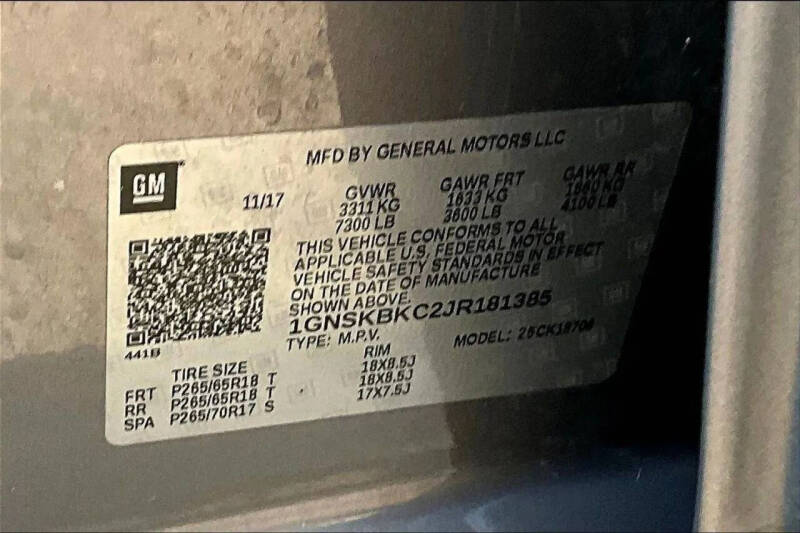 MFD BY GENERAL MOTORS LLC
GM
11/17 GVWR GAWR FRT GAWR RR
3311 KG 1633 KG 1860 KG
7300 LB 3600 LB 4100 LB
THIS VEHICLE CONFORMS TO ALL
APPLICABLE U.S. FEDERAL MOTOR
VEHICLE SAFETY STANDARDS IN EFFECT
ON THE DATE OF MANUFACTURE
SHOWN ABOVE.
1GNSKBKC2JR181385
TYPE: M.P.V. MODEL:
441B
TIRE SIZE RIM
FRT P265/65R18 T 18X8.5J
RR P265/65R18 T 18X8.5J
SPA P265/70R17 S 17X7.5J